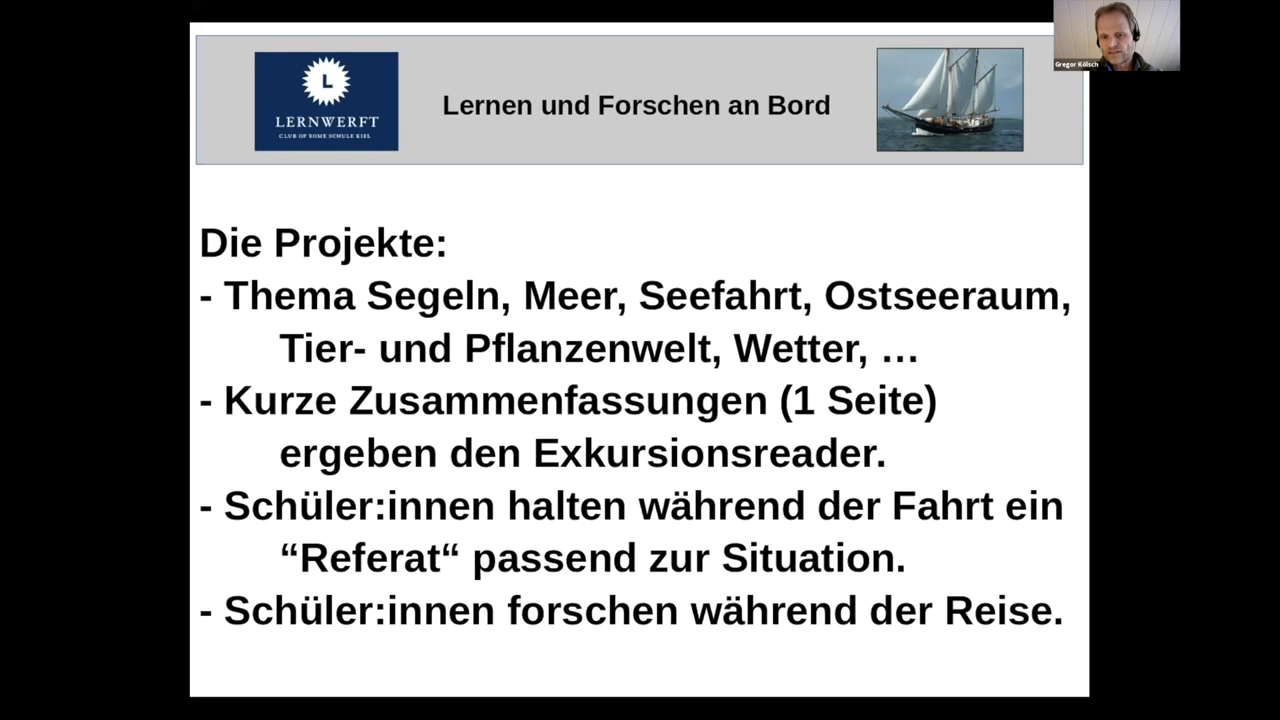 Gregor Kölsch
L
LERNWERFT
CLUB OF ROME SCHULE KIEL
Lernen und Forschen an Bord
Die Projekte:
- Thema Segeln, Meer, Seefahrt, Ostseeraum,
Tier- und Pflanzenwelt, Wetter, …
- Kurze Zusammenfassungen (1 Seite)
ergeben den Exkursionsreader.
- Schüler:innen halten während der Fahrt ein
“Referat“ passend zur Situation.
- Schüler:innen forschen während der Reise.